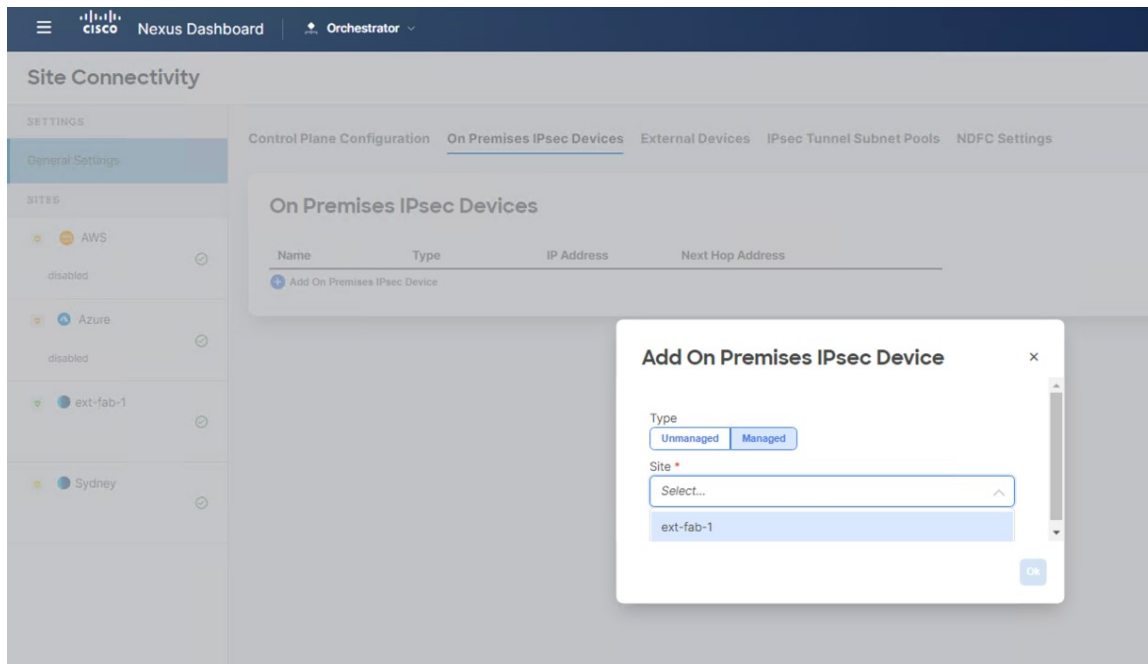 CISCO Nexus Dashboard Orchestrator
Site Connectivity
SETTINGS
General Settings
SITES
AWS
disabled
Azure
disabled
ext-fab-1
Sydney
Control Plane Configuration On Premises IPsec Devices External Devices IPsec Tunnel Subnet Pools NDFC Settings
On Premises IPsec Devices
Name Type IP Address Next Hop Address
Add On Premises IPsec Device
Add On Premises IPsec Device
Type
Unmanaged Managed
Site *
Select...
ext-fab-1
Ok